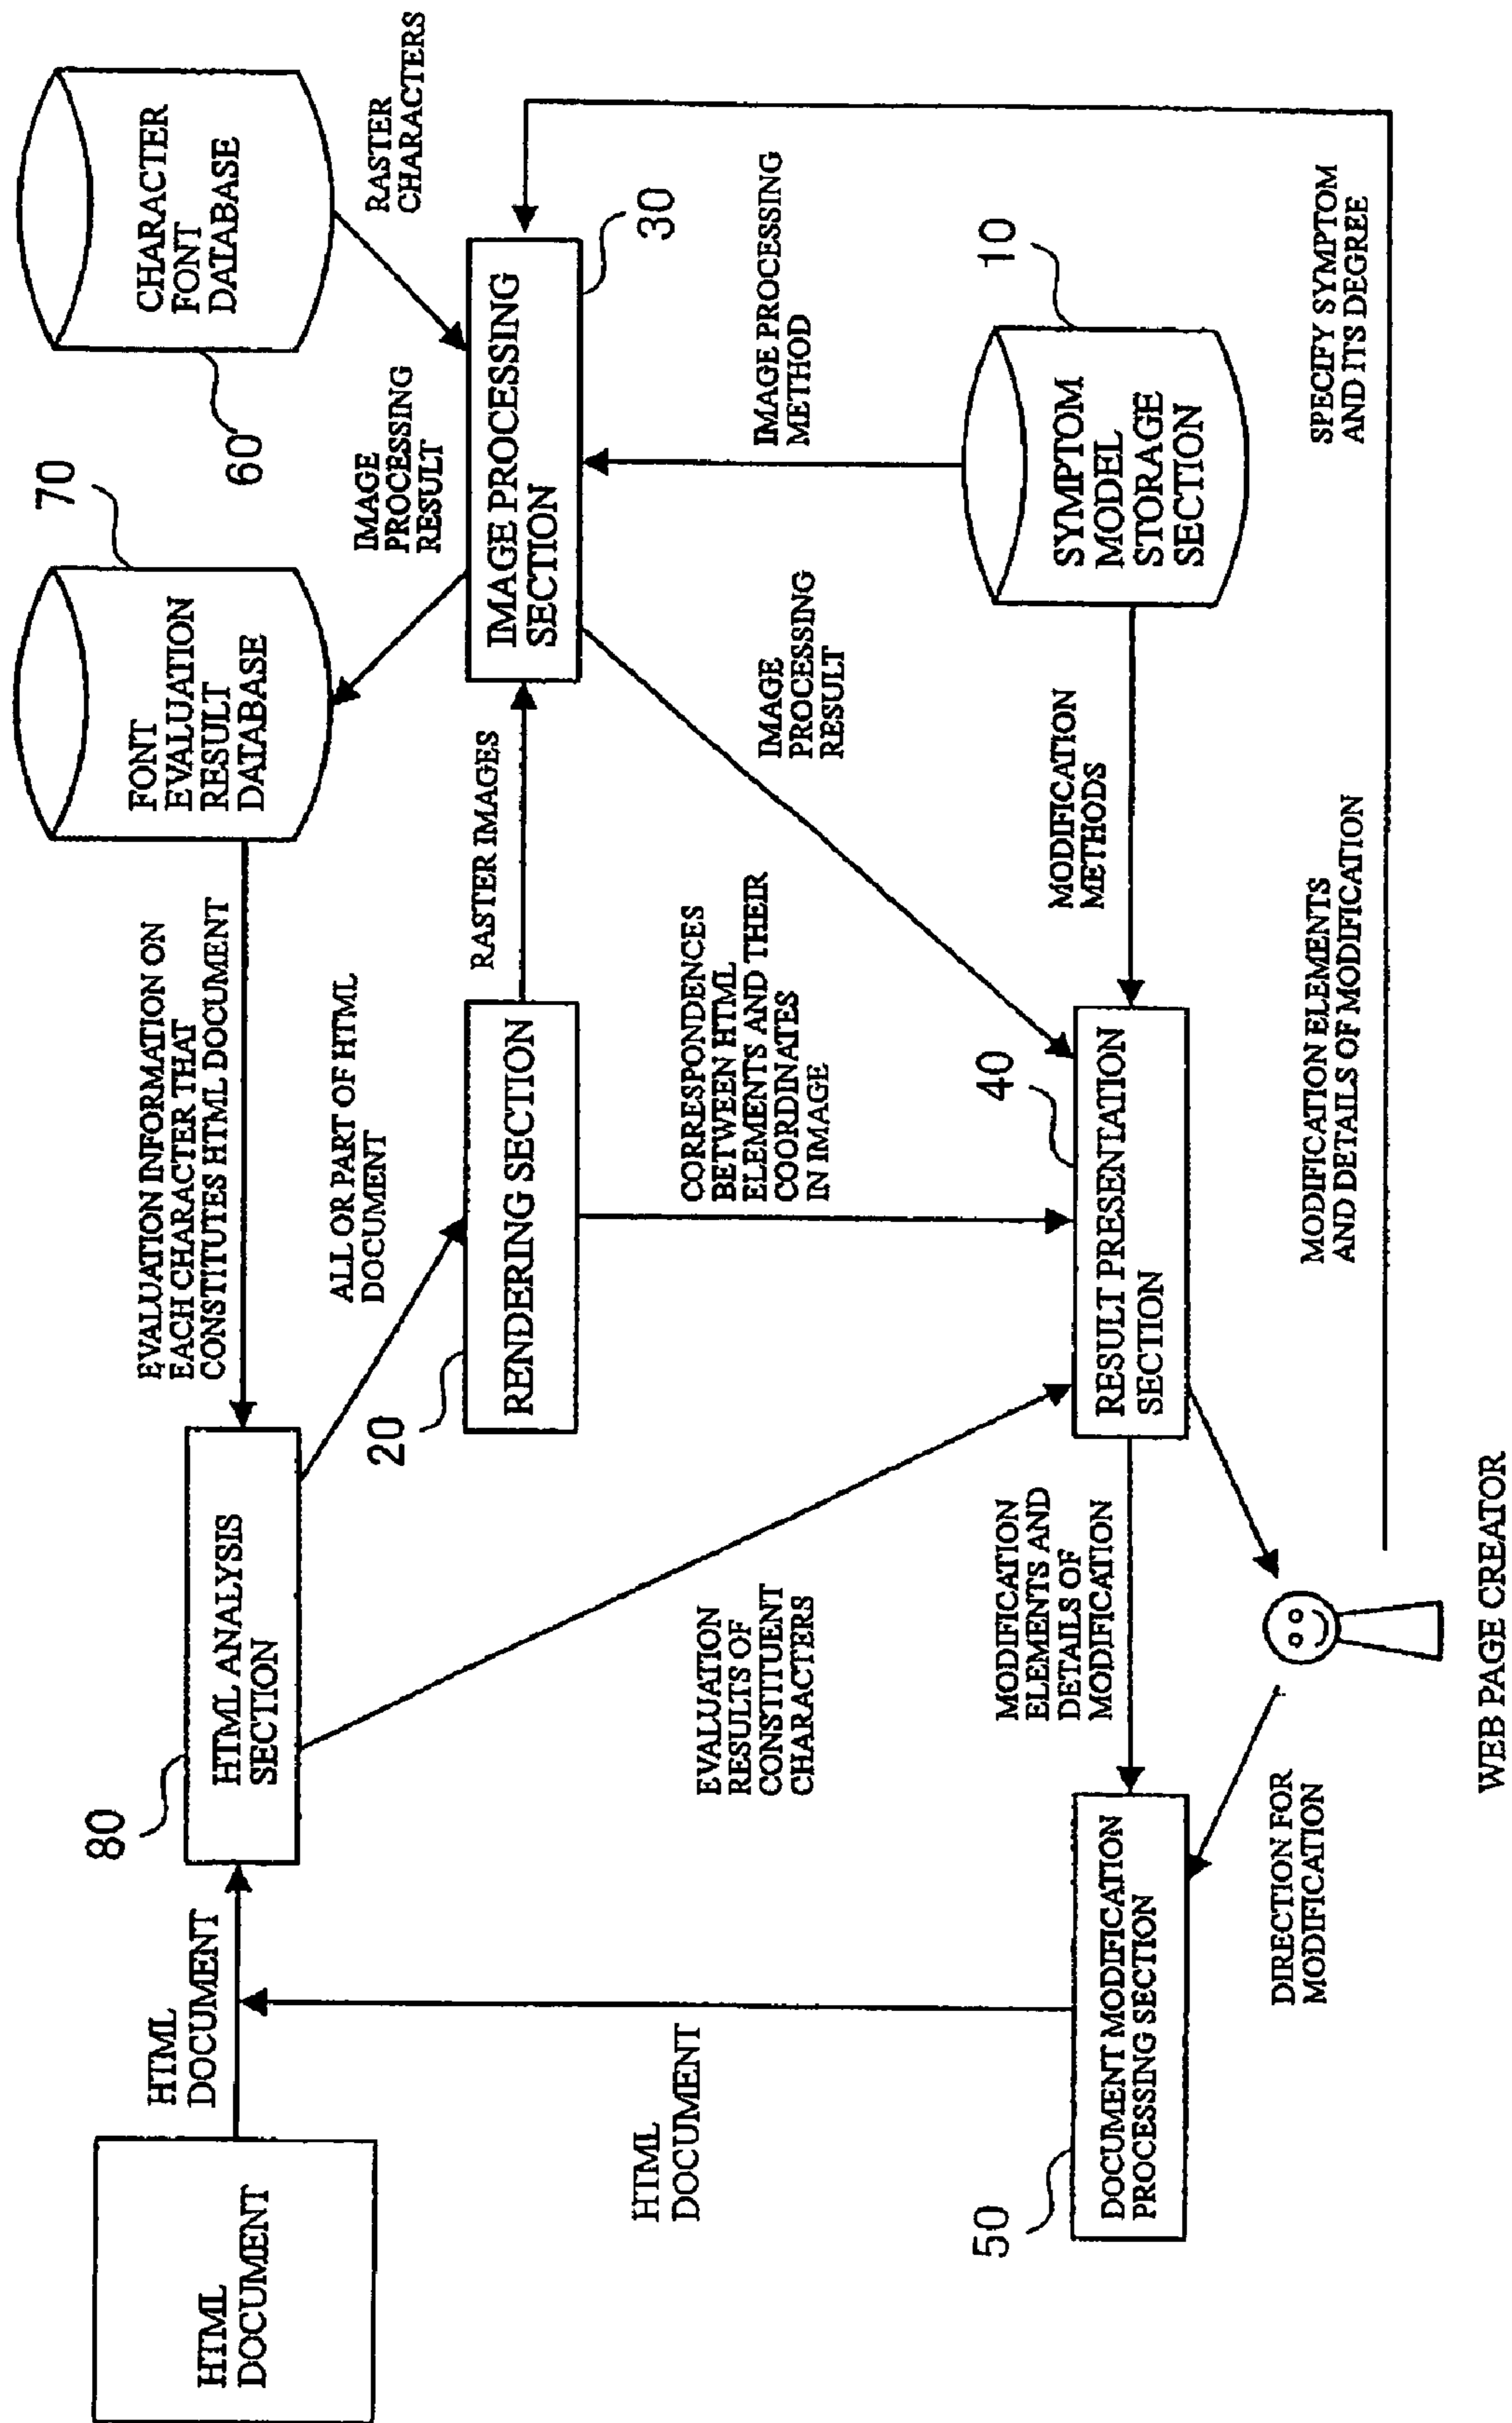 HTML
DOCUMENT
HTML
DOCUMENT
80
HTML ANALYSIS
SECTION
EVALUATION INFORMATION ON
EACH CHARACTER THAT
CONSTITUTES HTML DOCUMENT
70
FONT
EVALUATION
RESULT
DATABASE
60
CHARACTER
FONT
DATABASE
RASTER
CHARACTERS
IMAGE
PROCESSING
RESULT
ALL OR PART OF HTML
DOCUMENT
20
RENDERING SECTION
RASTER IMAGES
IMAGE PROCESSING
SECTION
30
HTML
DOCUMENT
EVALUATION
RESULTS OF
CONSTITUENT
CHARACTERS
CORRESPONDENCES
BETWEEN HTML
ELEMENTS AND THEIR
COORDINATES
IN IMAGE
IMAGE
PROCESSING
RESULT
IMAGE PROCESSING
METHOD
10
SYMPTOM
MODEL
STORAGE
SECTION
MODIFICATION
METHODS
40
RESULT PRESENTATION
SECTION
MODIFICATION
ELEMENTS AND
DETAILS OF
MODIFICATION
50
DOCUMENT MODIFICATION
PROCESSING SECTION
DIRECTION FOR
MODIFICATION
MODIFICATION ELEMENTS
AND DETAILS OF MODIFICATION
SPECIFY SYMPTOM
AND ITS DEGREE
WEB PAGE CREATOR